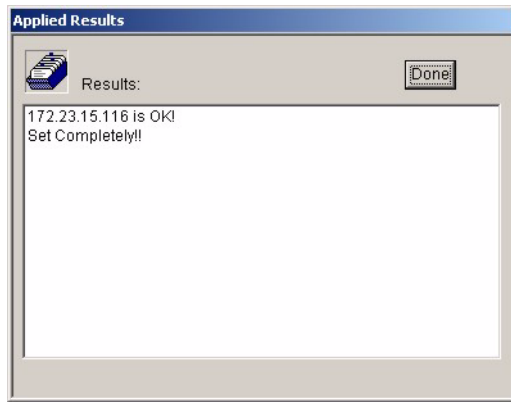 Applied Results
Results:
Done
172.23.15.116 is OK!
Set Completely!!